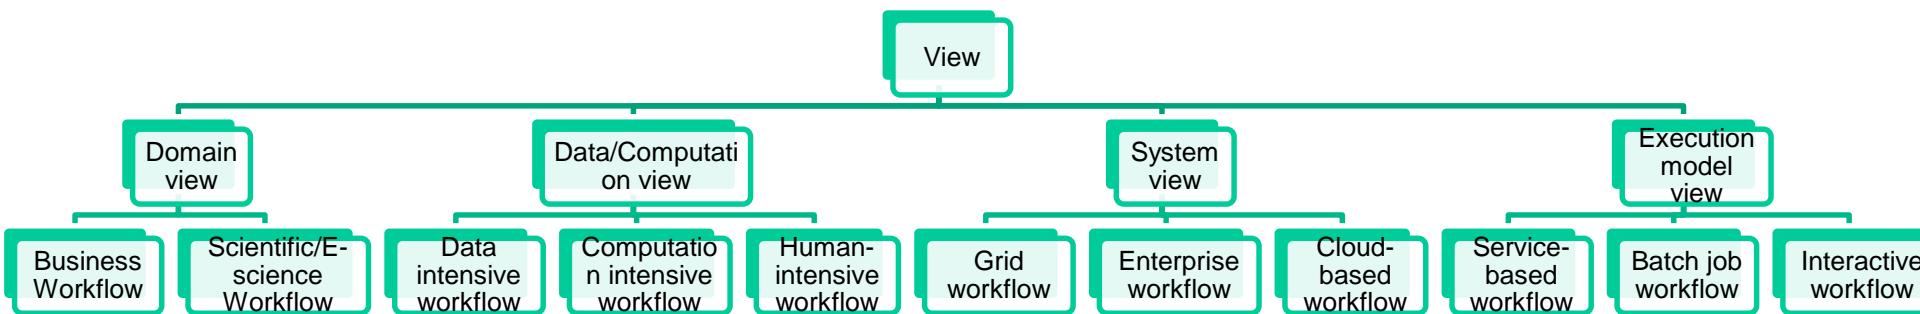 View
Domain
view
Data/Computati
on view
System
view
Execution
model
view
Business
Workflow
Scientific/E-
science
Workflow
Data
intensive
workflow
Computatio
n intensive
workflow
Human-
intensive
workflow
Grid
workflow
Enterprise
workflow
Cloud-
based
workflow
Service-
based
workflow
Batch job
workflow
Interactive
workflow